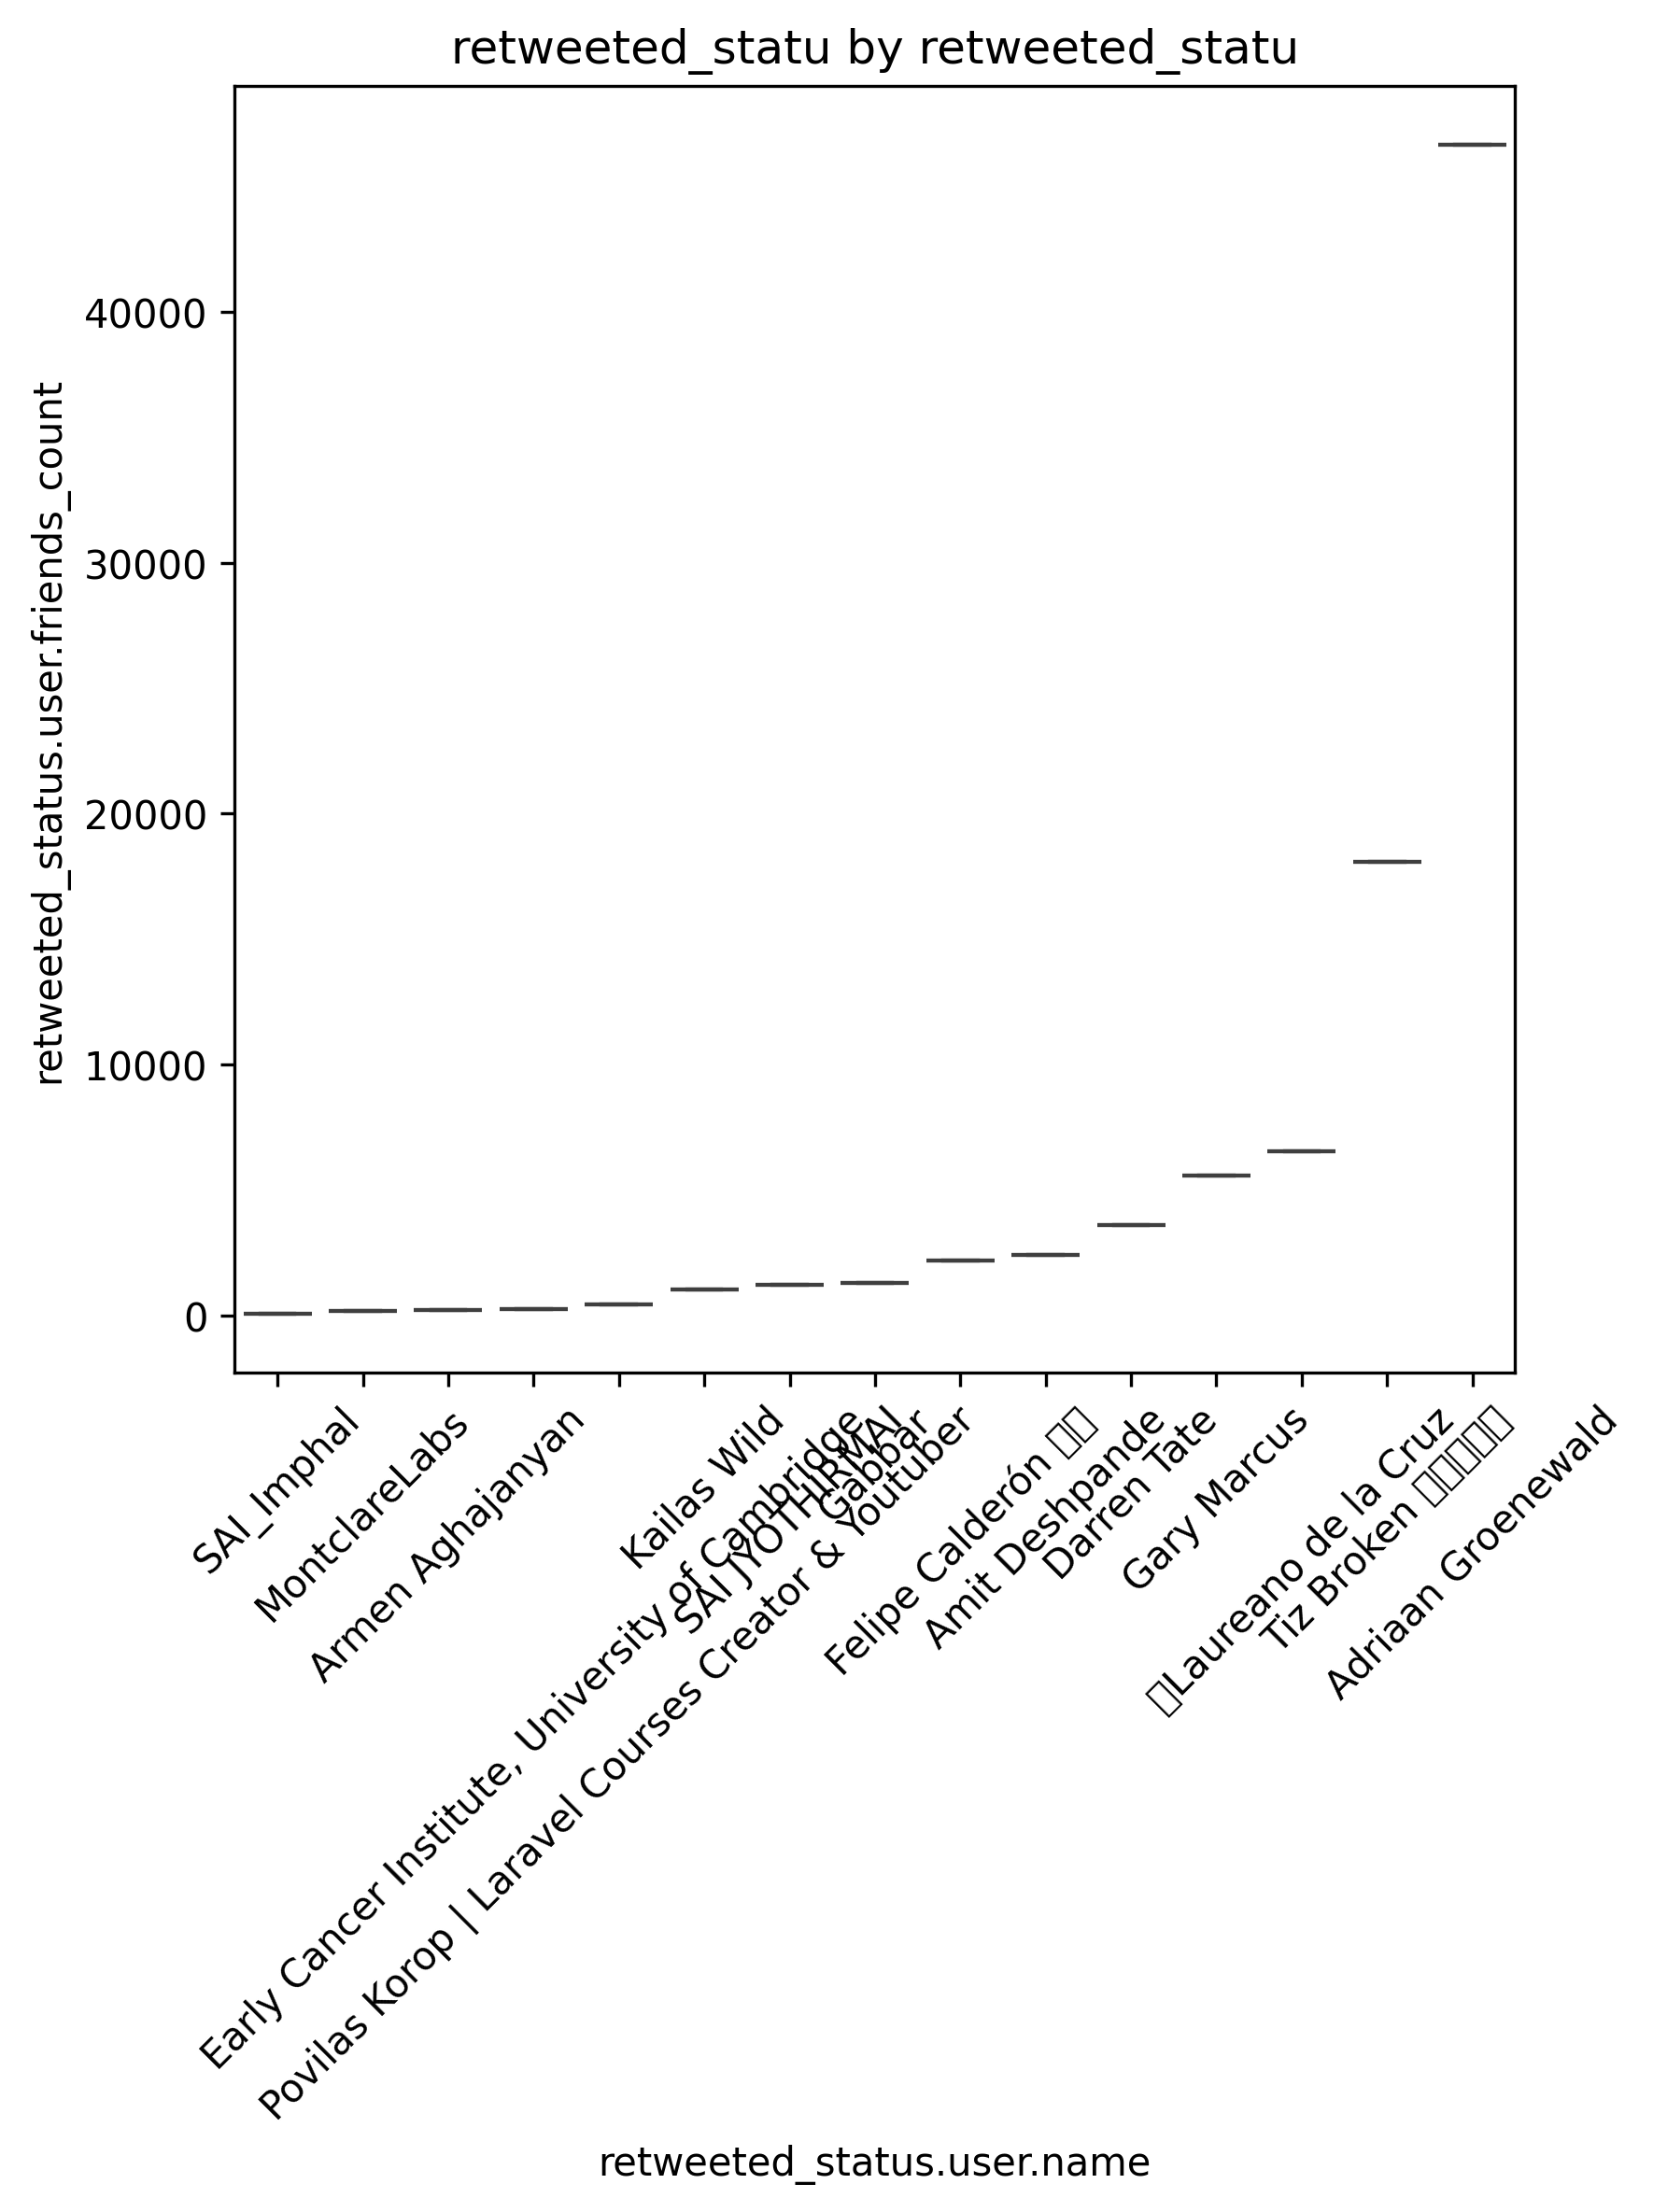 retweeted_statu by retweeted_statu
retweeted_status.user.friends_count
40000
30000
20000
10000
0
SAI_Imphal
MontclareLabs
Armen Aghajanyan
Early Cancer Institute, University of Cambridge
Kailas Wild
Povilas Korop | Laravel Courses Creator & Youtuber
SAI JYOTHIRMAI
Gabbar
Felipe Calderón
Amit Deshpande
Darren Tate
Gary Marcus
Laureano de la Cruz
Tiz Broken
Adriaan Groenewald
retweeted_status.user.name